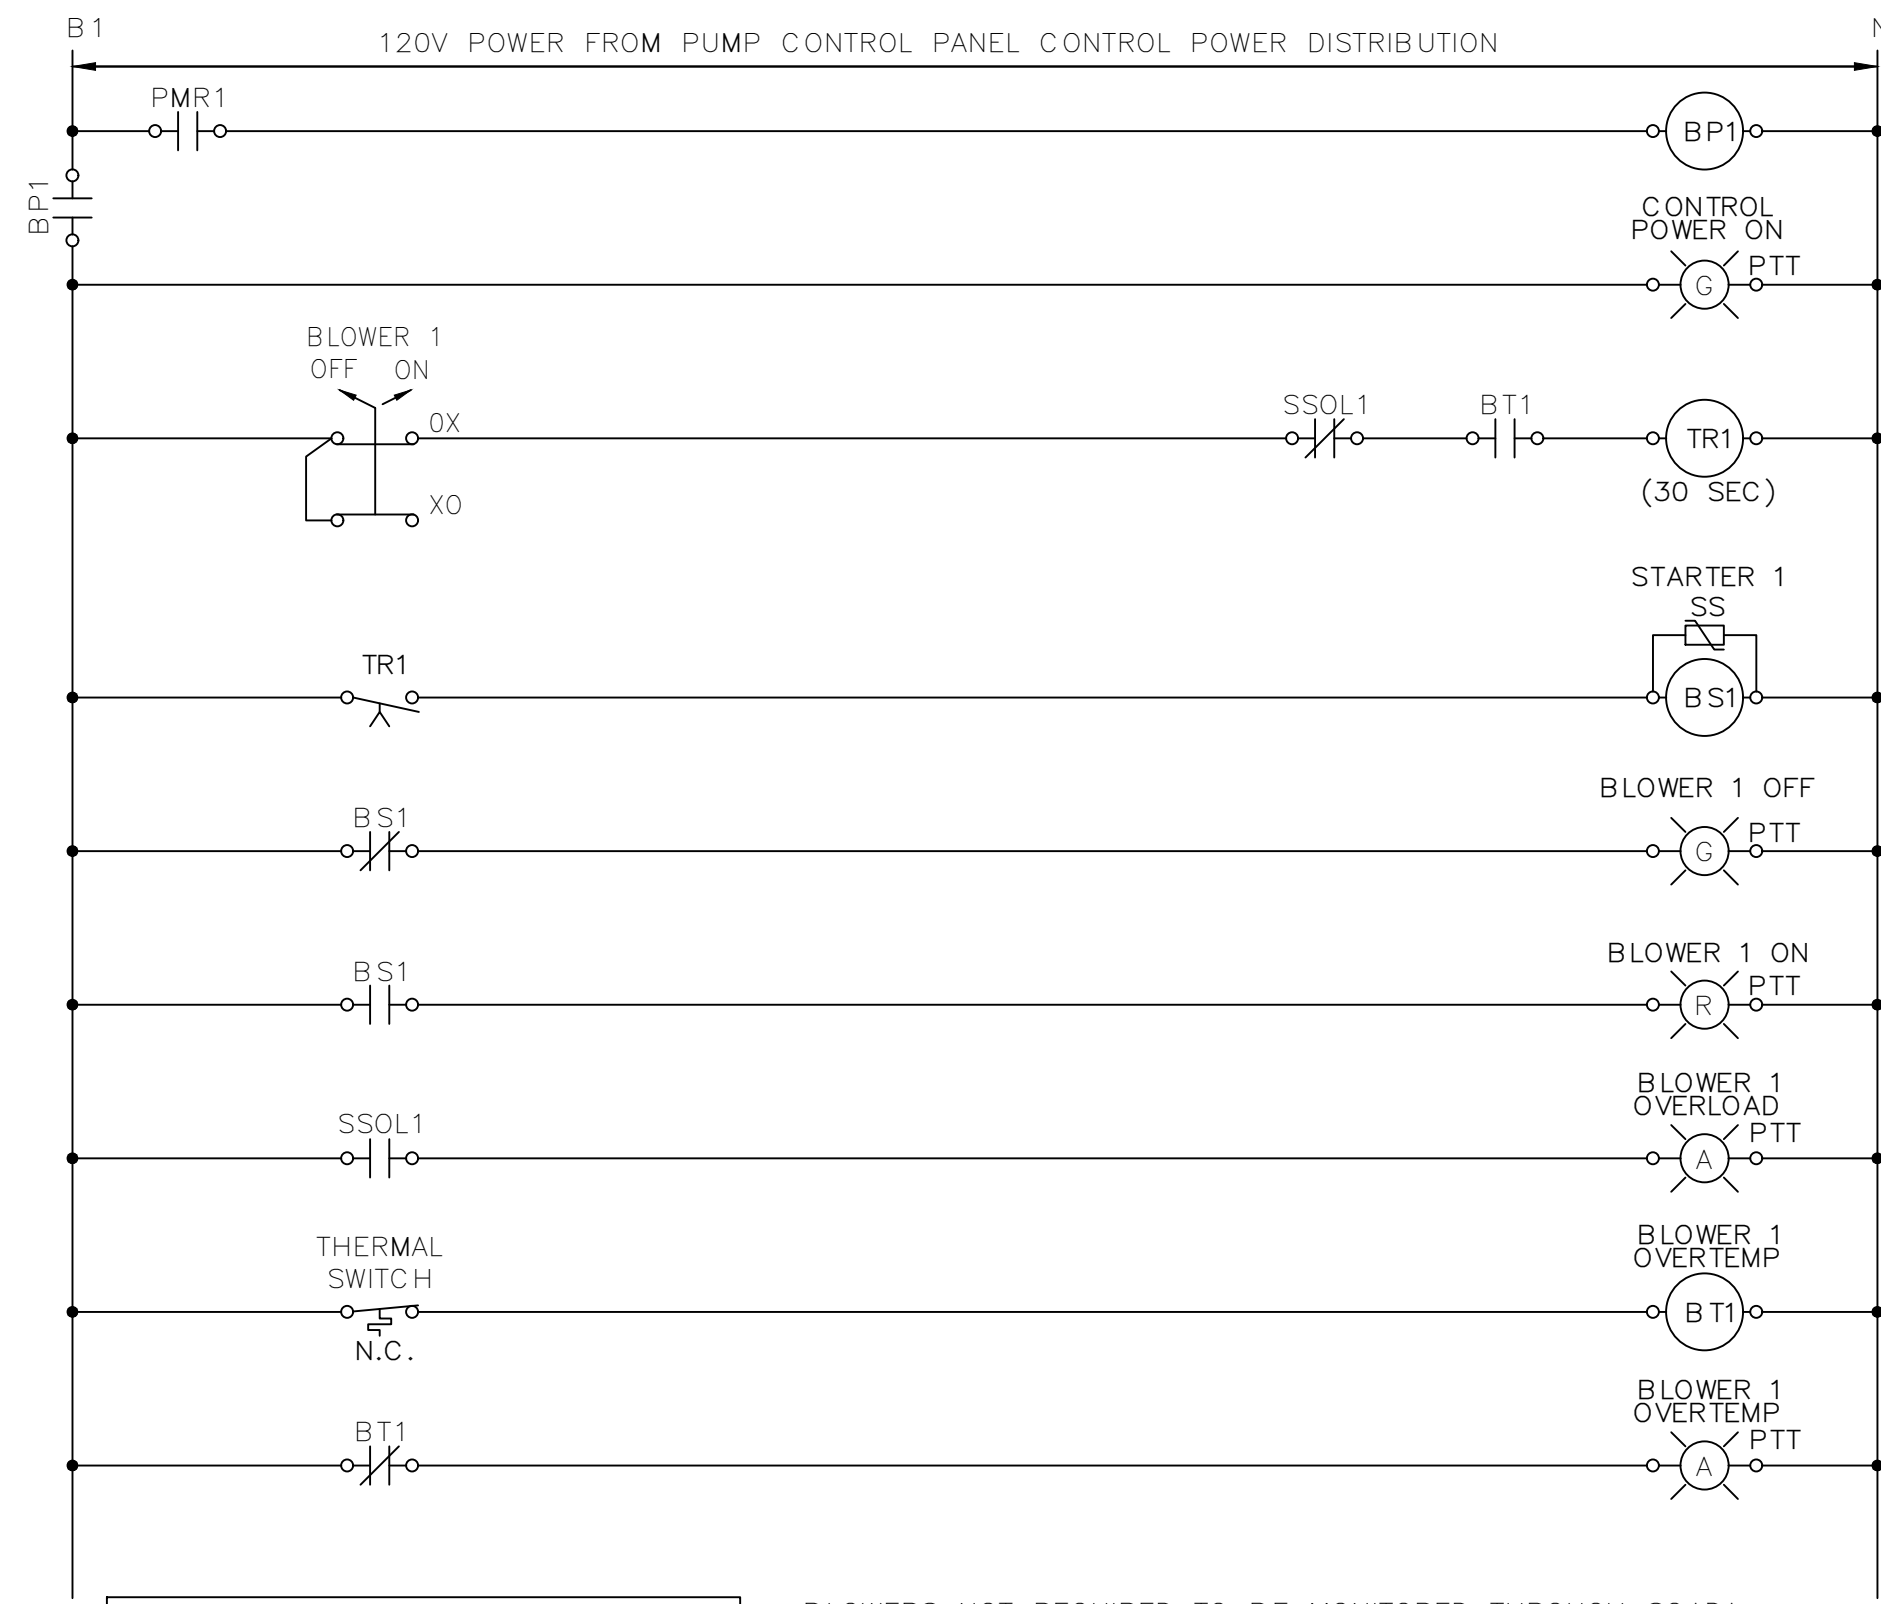 B1
120V POWER FROM PUMP CONTROL PANEL CONTROL POWER DISTRIBUTION
PMR1
BP1
BP1
CONTROL
POWER ON
PTT
G
BLOWER 1
OFF ON
OX
SSOL1
BT1
TR1
(30 SEC)
XO
STARTER 1
SS
TR1
BS1
BLOWER 1 OFF
BS1
PTT
G
BLOWER 1 ON
BS1
PTT
R
BLOWER 1
OVERLOAD
SSOL1
PTT
A
THERMAL
SWITCH
N.C.
BLOWER 1
OVERTEMP
BT1
BLOWER 1
OVERTEMP
BT1
PTT
A